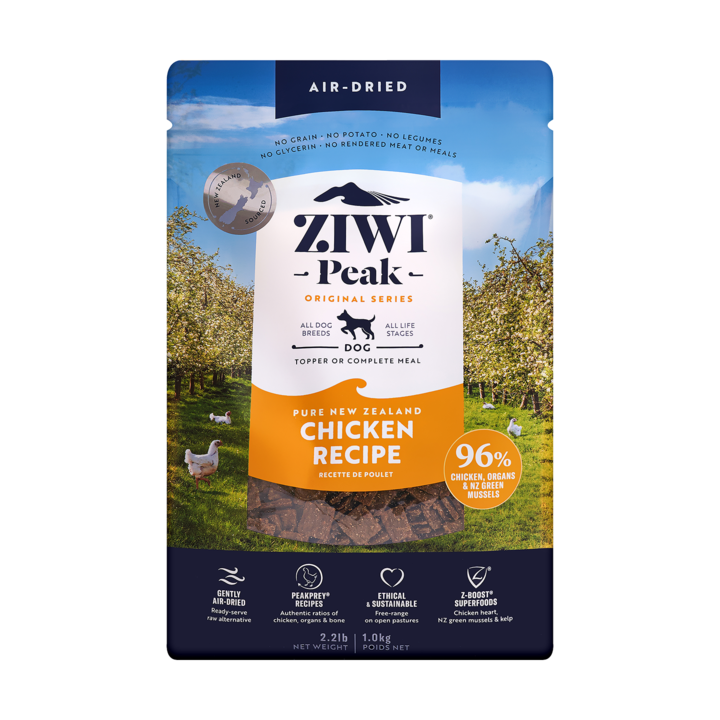 AIR-DRIED
NO GRAIN · NO POTATO · NO LEGUMES
NO GLYCERIN · NO RENDERED MEAT OR MEALS
NEW ZEALAND
SOURCED
ZIWI®
Peak
ORIGINAL SERIES
ALL DOG
BREEDS
ALL LIFE
STAGES
DOG
TOPPER OR COMPLETE MEAL
PURE NEW ZEALAND
CHICKEN
RECIPE
RECETTE DE POULET
96%
CHICKEN, ORGANS
& NZ GREEN
MUSSELS
GENTLY
AIR-DRIED
Ready-serve
raw alternative
PEAKPREY®
RECIPES
Authentic ratios of
chicken, organs & bone
ETHICAL
& SUSTAINABLE
Free-range
on open pastures
Z-BOOST®
SUPERFOODS
Chicken heart,
NZ green mussels & kelp
2.2lb
NET WEIGHT
1.0kg
POIDS NET